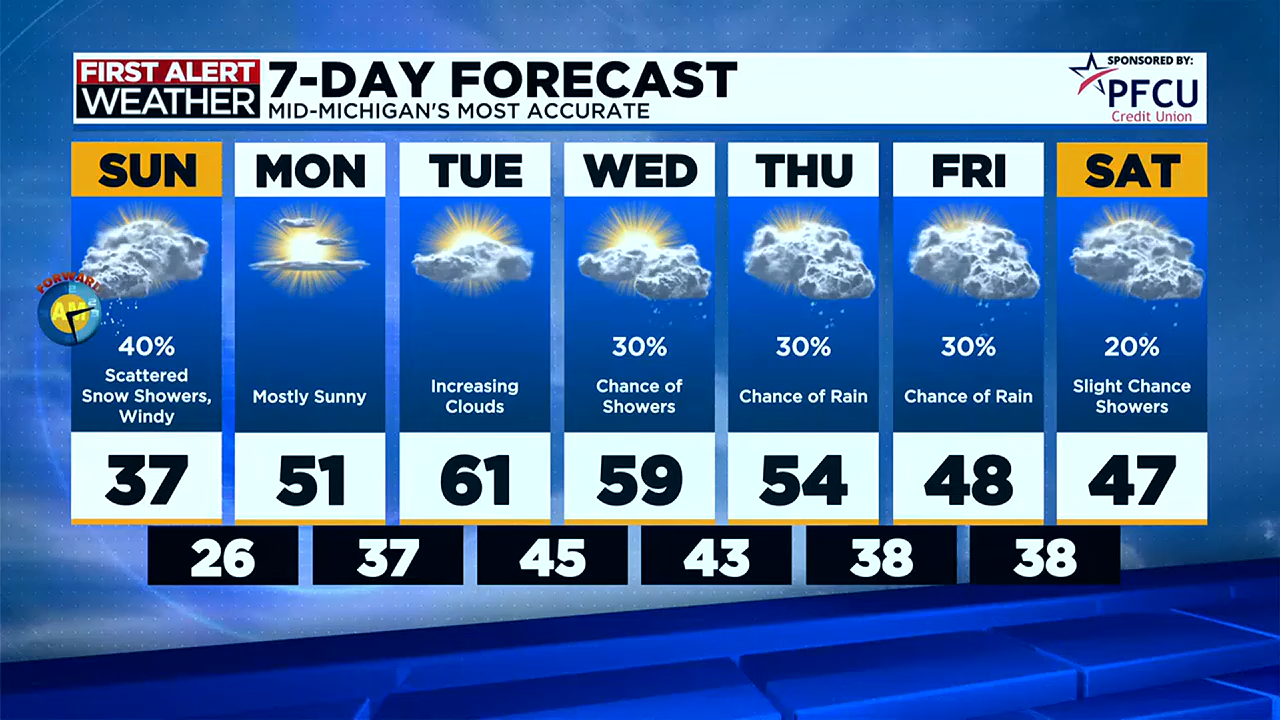 FIRST ALERT
WEATHER
7-DAY FORECAST
MID-MICHIGAN'S MOST ACCURATE
SPONSORED BY:
PFCU
Credit Union
SUN
MON
TUE
WED
THU
FRI
SAT
FORWARD
AM
40%
Scattered
Snow Showers,
Windy
Mostly Sunny
Increasing
Clouds
30%
Chance of
Showers
30%
Chance of Rain
30%
Chance of Rain
20%
Slight Chance
Showers
37
51
61
59
54
48
47
26
37
45
43
38
38